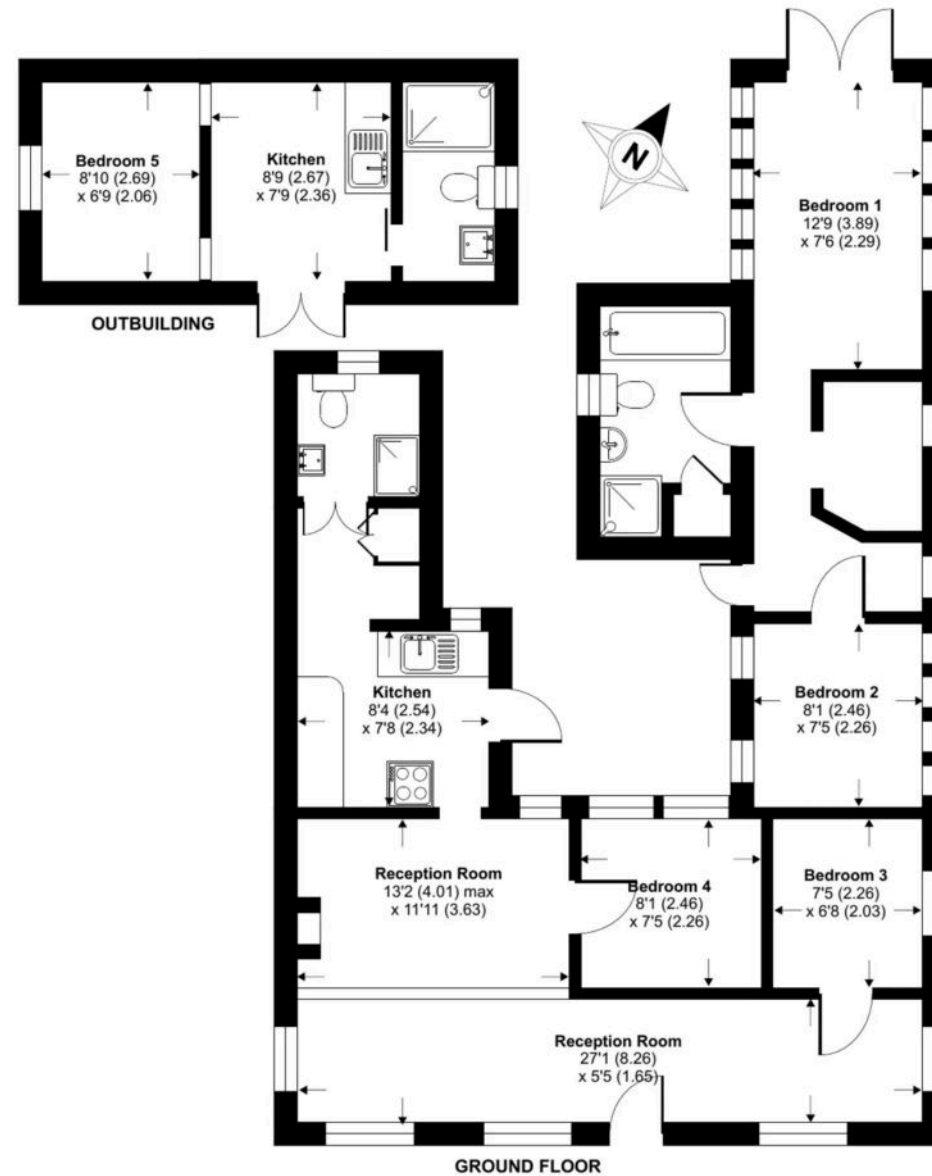 Bedroom 5
8'10 (2.69)
x 6'9 (2.06)
Kitchen
8'9 (2.67)
x 7'9 (2.36)
OUTBUILDING
N
Bedroom 1
12'9 (3.89)
x 7'6 (2.29)
Kitchen
8'4 (2.54)
x 7'8 (2.34)
Bedroom 2
8'1 (2.46)
x 7'5 (2.26)
Reception Room
13'2 (4.01) max
x 11'11 (3.63)
Bedroom 4
8'1 (2.46)
x 7'5 (2.26)
Bedroom 3
7'5 (2.26)
x 6'8 (2.03)
Reception Room
27'1 (8.26)
x 5'5 (1.65)
GROUND FLOOR